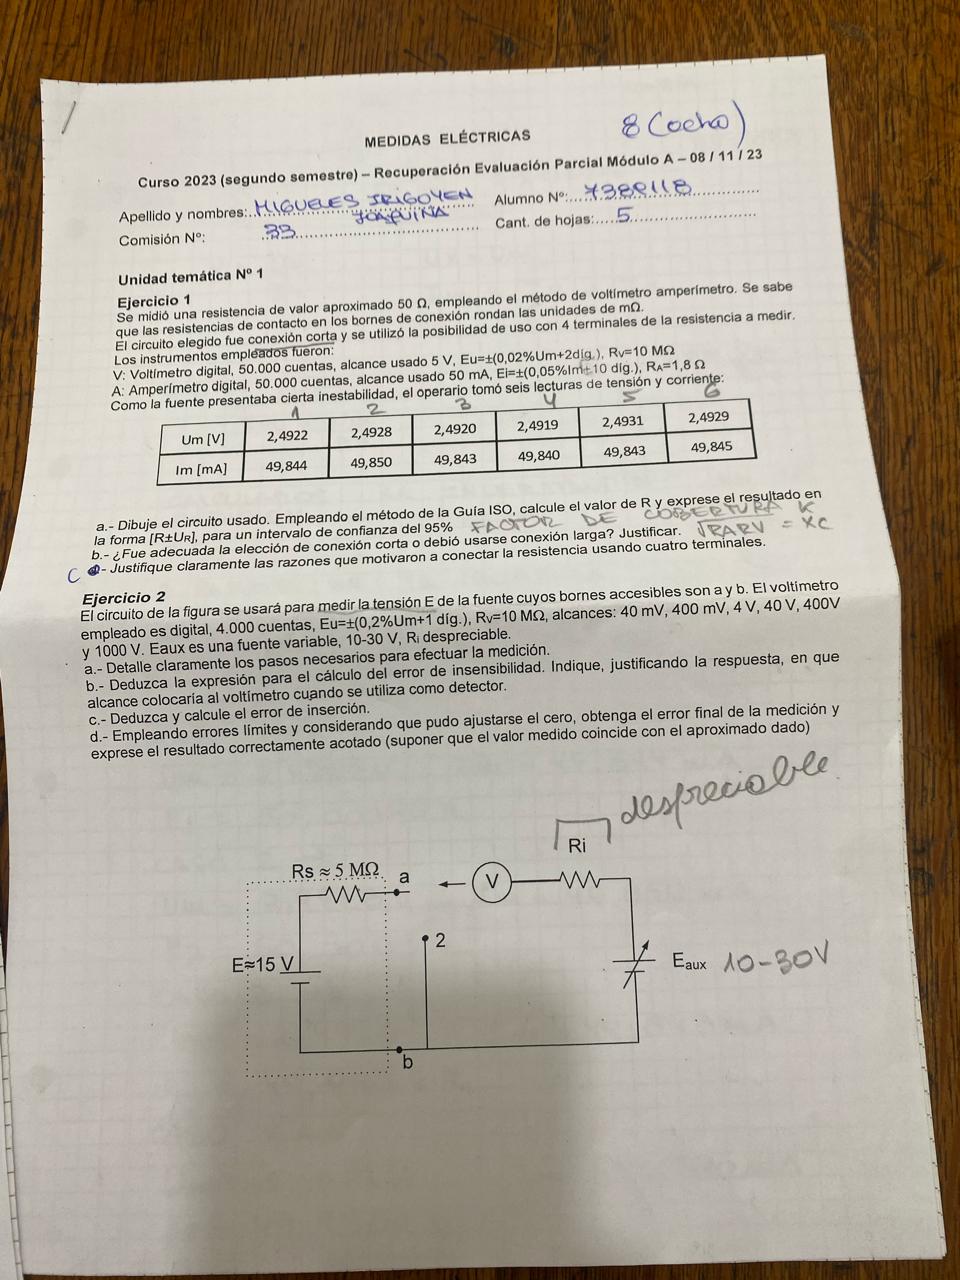 8 (ocho)
MEDIDAS ELÉCTRICAS
Curso 2023 (segundo semestre) – Recuperación Evaluación Parcial Módulo A – 08 / 11 / 23
Apellido y nombres: MIGUELES IRIGOYEN JOAQUINA
Alumno Nº:
Comisión Nº: 33
Cant. de hojas: 5
Unidad temática Nº 1
Ejercicio 1
Se midió una resistencia de valor aproximado 50 Ω, empleando el método de voltímetro amperímetro. Se sabe
que las resistencias de contacto en los bornes de conexión rondan las unidades de mΩ.
El circuito elegido fue conexión corta y se utilizó la posibilidad de uso con 4 terminales de la resistencia a medir.
Los instrumentos empleados fueron:
V: Voltímetro digital, 50.000 cuentas, alcance usado 5 V, Eu=±(0,02%Um+2díg.), Rv=10 MΩ
A: Amperímetro digital, 50.000 cuentas, alcance usado 50 mA, Ei=±(0,05%Im+10 díg.), RA=1,8 Ω
Como la fuente presentaba cierta inestabilidad, el operario tomó seis lecturas de tensión y corriente:
1 2 3 4 5 6
Um [V] 2,4922 2,4928 2,4920 2,4919 2,4931 2,4929
Im [mA] 49,844 49,850 49,843 49,840 49,843 49,845
a.- Dibuje el circuito usado. Empleando el método de la Guía ISO, calcule el valor de R y exprese el resultado en
la forma [R±UR], para un intervalo de confianza del 95% FACTOR DE COBERTURA K
b.- ¿Fue adecuada la elección de conexión corta o debió usarse conexión larga? Justificar. √RARV = XC
C - Justifique claramente las razones que motivaron a conectar la resistencia usando cuatro terminales.
Ejercicio 2
El circuito de la figura se usará para medir la tensión E de la fuente cuyos bornes accesibles son a y b. El voltímetro
empleado es digital, 4.000 cuentas, Eu=±(0,2%Um+1 díg.), Rv=10 MΩ, alcances: 40 mV, 400 mV, 4 V, 40 V, 400V
y 1000 V. Eaux es una fuente variable, 10-30 V, Ri despreciable.
a.- Detalle claramente los pasos necesarios para efectuar la medición.
b.- Deduzca la expresión para el cálculo del error de insensibilidad. Indique, justificando la respuesta, en que
alcance colocaría al voltímetro cuando se utiliza como detector.
c.- Deduzca y calcule el error de inserción.
d.- Empleando errores límites y considerando que pudo ajustarse el cero, obtenga el error final de la medición y
exprese el resultado correctamente acotado (suponer que el valor medido coincide con el aproximado dado)
despreciable
Ri
Rs ≈ 5 MΩ
a
V
2
E≈15 V
Eaux 10-30V
b